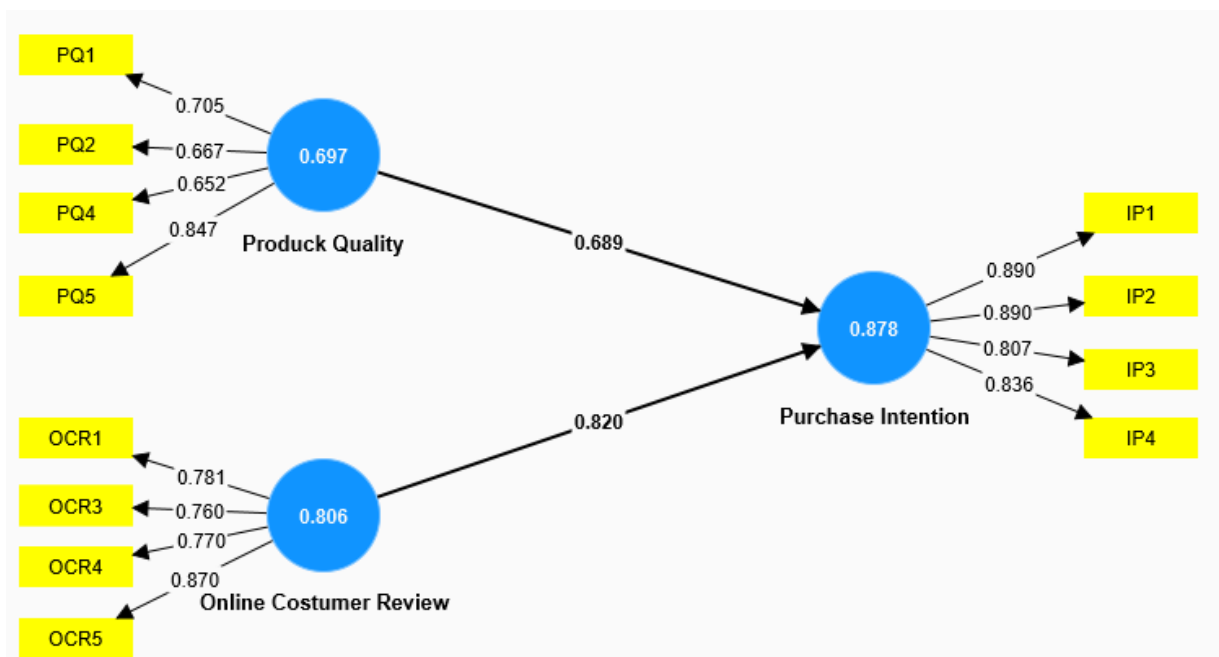 PQ1
0.705
PQ2
0.667
PQ4
0.652
PQ5
0.847
0.697
Produck Quality
0.689
OCR1
0.781
OCR3
0.760
OCR4
0.770
OCR5
0.870
0.806
Online Costumer Review
0.820
0.878
Purchase Intention
0.890
IP1
0.890
IP2
0.807
IP3
0.836
IP4